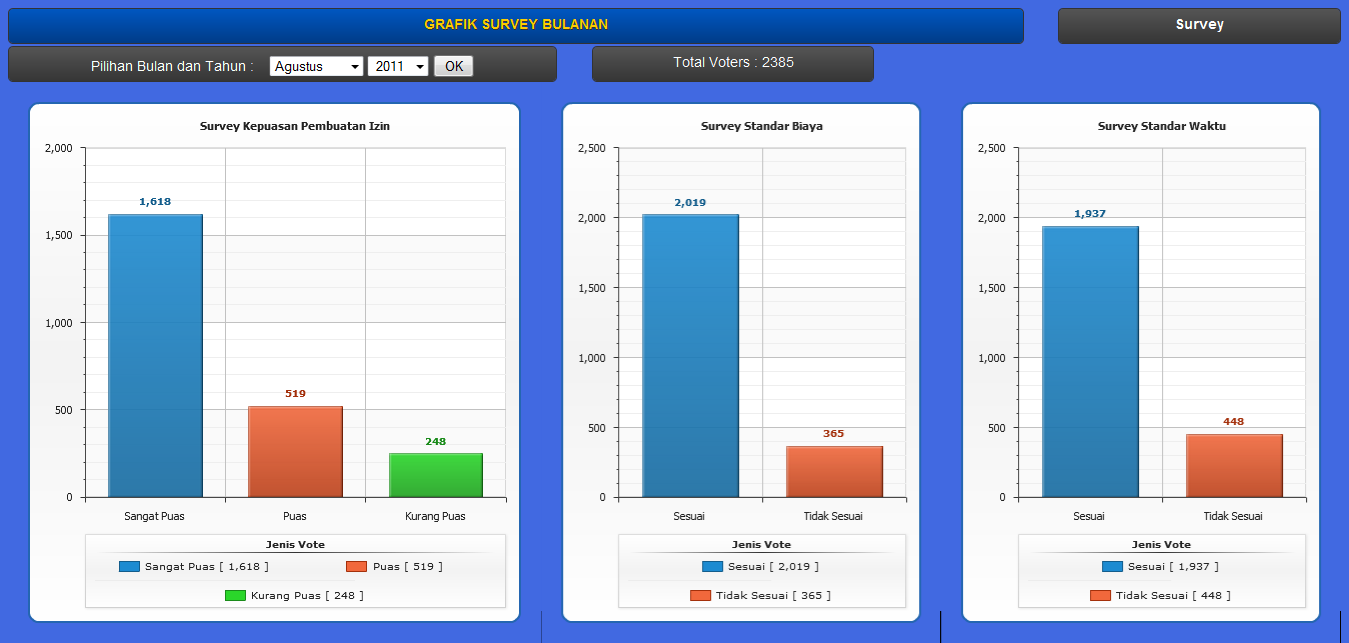 GRAFIK SURVEY BULANAN
Survey
Pilihan Bulan dan Tahun : Agustus 2011 OK
Total Voters : 2385
Survey Kepuasan Pembuatan Izin
2,000
1,500
1,000
500
0
1,618
519
248
Sangat Puas Puas Kurang Puas
Jenis Vote
Sangat Puas [ 1,618 ] Puas [ 519 ]
Kurang Puas [ 248 ]
Survey Standar Biaya
2,500
2,000
1,500
1,000
500
0
2,019
365
Sesuai Tidak Sesuai
Jenis Vote
Sesuai [ 2,019 ]
Tidak Sesuai [ 365 ]
Survey Standar Waktu
2,500
2,000
1,500
1,000
500
0
1,937
448
Sesuai Tidak Sesuai
Jenis Vote
Sesuai [ 1,937 ]
Tidak Sesuai [ 448 ]